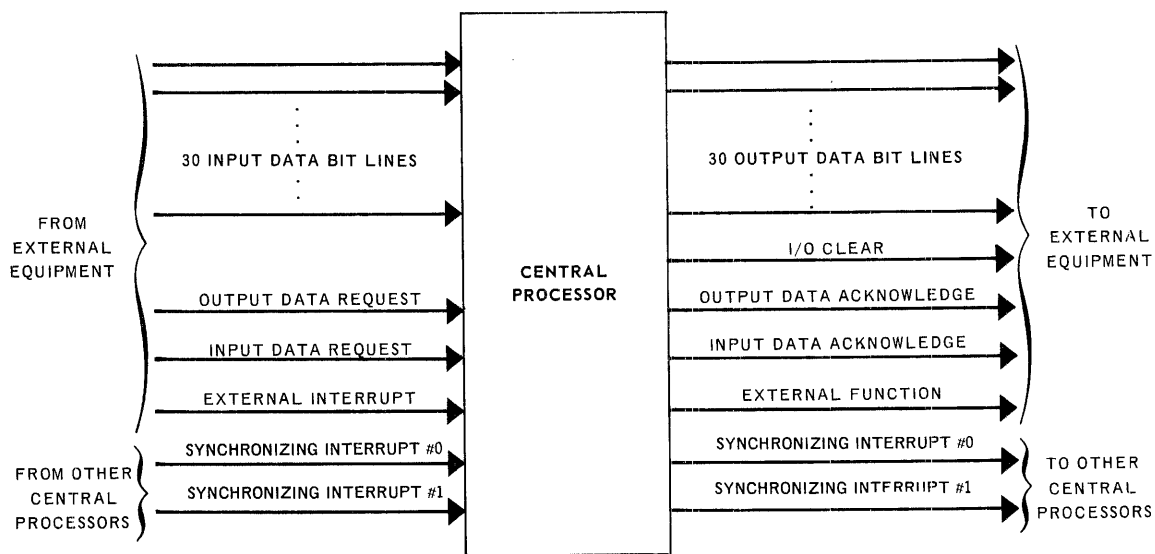 30 INPUT DATA BIT LINES
FROM
EXTERNAL
EQUIPMENT
OUTPUT DATA REQUEST
INPUT DATA REQUEST
EXTERNAL INTERRUPT
SYNCHRONIZING INTERRUPT #0
FROM OTHER
CENTRAL
PROCESSORS
SYNCHRONIZING INTERRUPT #1
CENTRAL
PROCESSOR
30 OUTPUT DATA BIT LINES
I/O CLEAR
OUTPUT DATA ACKNOWLEDGE
INPUT DATA ACKNOWLEDGE
EXTERNAL FUNCTION
TO
EXTERNAL
EQUIPMENT
SYNCHRONIZING INTERRUPT #0
SYNCHRONIZING INTERRUPT #1
TO OTHER
CENTRAL
PROCESSORS